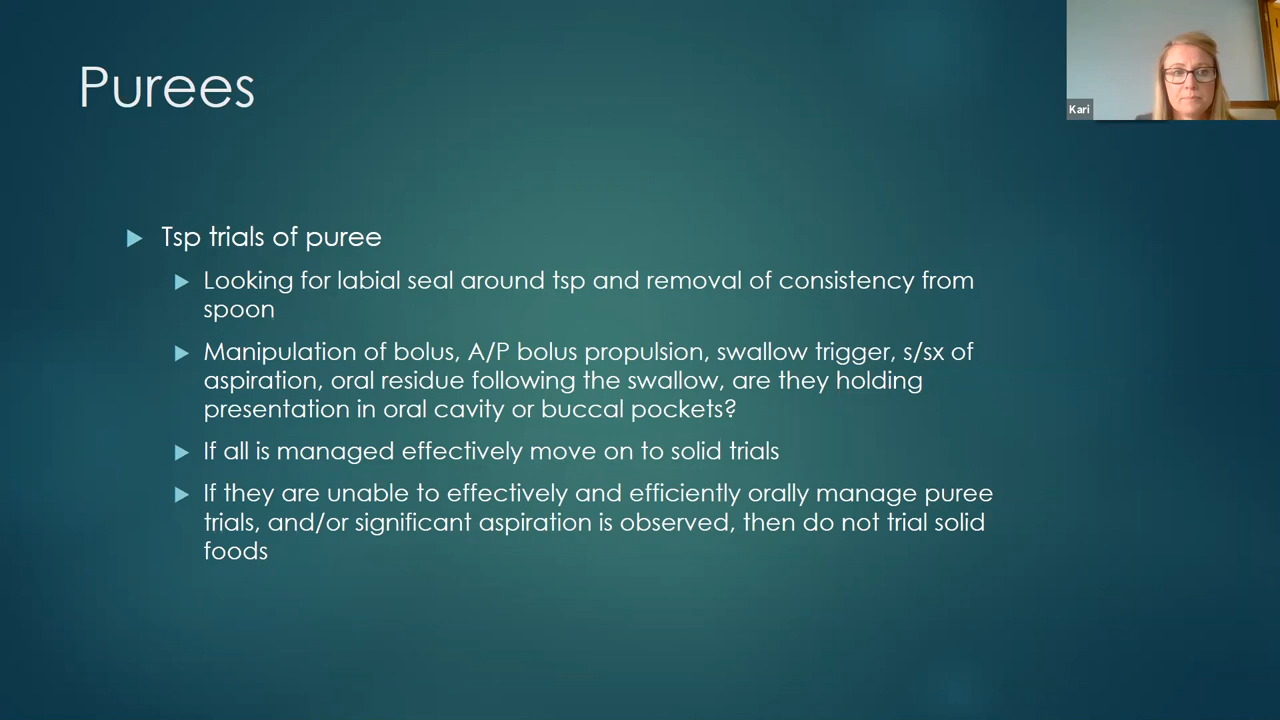 Purees
Kari
Tsp trials of puree
Looking for labial seal around tsp and removal of consistency from
spoon
Manipulation of bolus, A/P bolus propulsion, swallow trigger, s/sx of
aspiration, oral residue following the swallow, are they holding
presentation in oral cavity or buccal pockets?
If all is managed effectively move on to solid trials
If they are unable to effectively and efficiently orally manage puree
trials, and/or significant aspiration is observed, then do not trial solid
foods